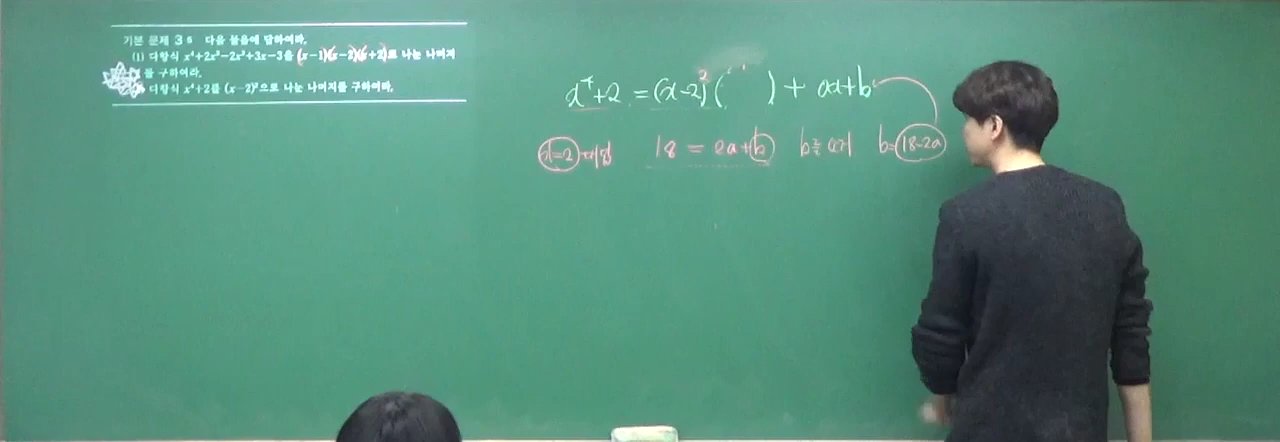 기본 문제 3 8 다음 물음에 답하여라.
(1) 다항식 x⁴+2x³-2x²+3x-3을 (x-1)(x-2)(x+2)로 나눈 나머지
를 구하여라.
다항식 x⁴+2를 (x-2)²으로 나눈 나머지를 구하여라.
x⁴+2 = (x-2)²( ) + ax+b
x=2 대입 18 = 2a+b b를 b=18-2a